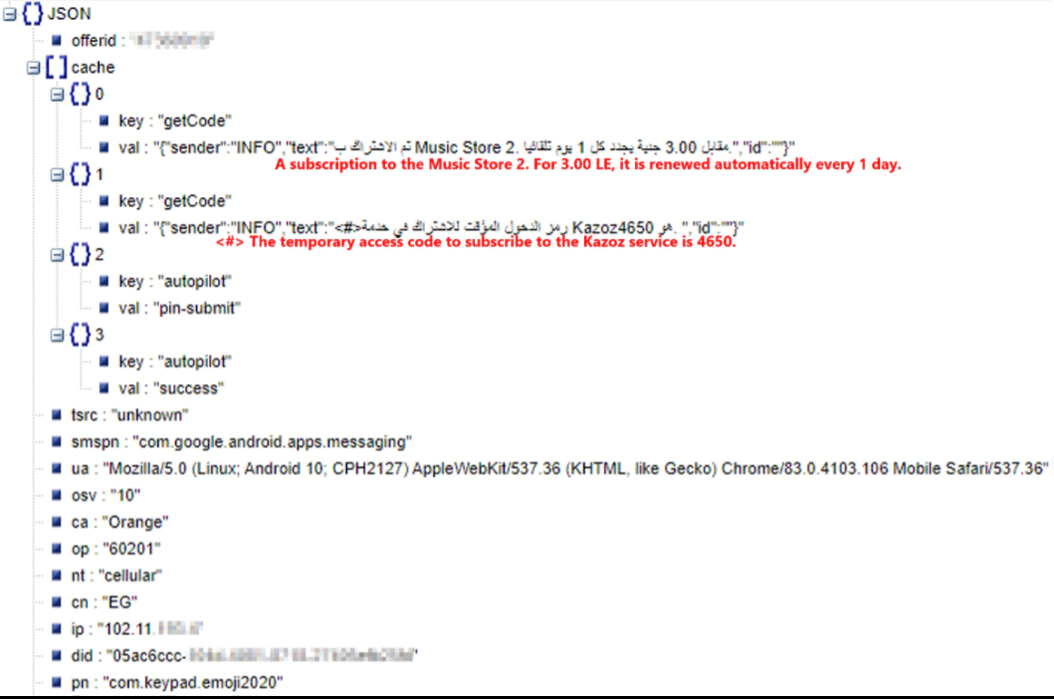 JSON
offerid : "
cache
0
key : "getCode"
val : "{"sender":"INFO","text":"تم الاشتراك ب Music Store 2. مقابل 3.00 جنية يجدد كل 1 يوم تلقائيا.","id":""}"
A subscription to the Music Store 2. For 3.00 LE, it is renewed automatically every 1 day.
1
key : "getCode"
val : "{"sender":"INFO","text":"<#>رمز الدخول المؤقت للاشتراك في خدمة Kazoz4650 هو. ","id":""}"
<#> The temporary access code to subscribe to the Kazoz service is 4650.
2
key : "autopilot"
val : "pin-submit"
3
key : "autopilot"
val : "success"
tsrc : "unknown"
smspn : "com.google.android.apps.messaging"
ua : "Mozilla/5.0 (Linux; Android 10; CPH2127) AppleWebKit/537.36 (KHTML, like Gecko) Chrome/83.0.4103.106 Mobile Safari/537.36"
osv : "10"
ca : "Orange"
op : "60201"
nt : "cellular"
cn : "EG"
ip : "102.11.
did : "05ac6ccc-
pn : "com.keypad.emoji2020"